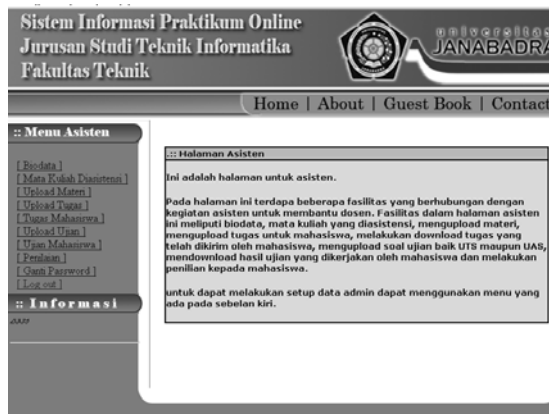 Sistem Informasi Praktikum Online
Jurusan Studi Teknik Informatika
Fakultas Teknik
universitas
JANABADRA
Home | About | Guest Book | Contact
:: Menu Asisten
[ Biodata ]
[ Mata Kuliah Diasistensi ]
[ Upload Materi ]
[ Upload Tugas ]
[ Tugas Mahasiswa ]
[ Upload Ujian ]
[ Ujian Mahasiswa ]
[ Penilaian ]
[ Ganti Password ]
[ Log out ]
:: Informasi
2009
.:: Halaman Asisten
Ini adalah halaman untuk asisten.
Pada halaman ini terdapa beberapa fasilitas yang berhubungan dengan
kegiatan asisten untuk membantu dosen. Fasilitas dalam halaman asisten
ini meliputi biodata, mata kuliah yang diasistensi, mengupload materi,
mengupload tugas untuk mahasiswa, melakukan download tugas yang
telah dikirim oleh mahasiswa, mengupload soal ujian baik UTS maupun UAS,
mendownload hasil ujian yang dikerjakan oleh mahasiswa dan melakukan
penilian kepada mahasiswa.
untuk dapat melakukan setup data admin dapat menggunakan menu yang
ada pada sebelan kiri.